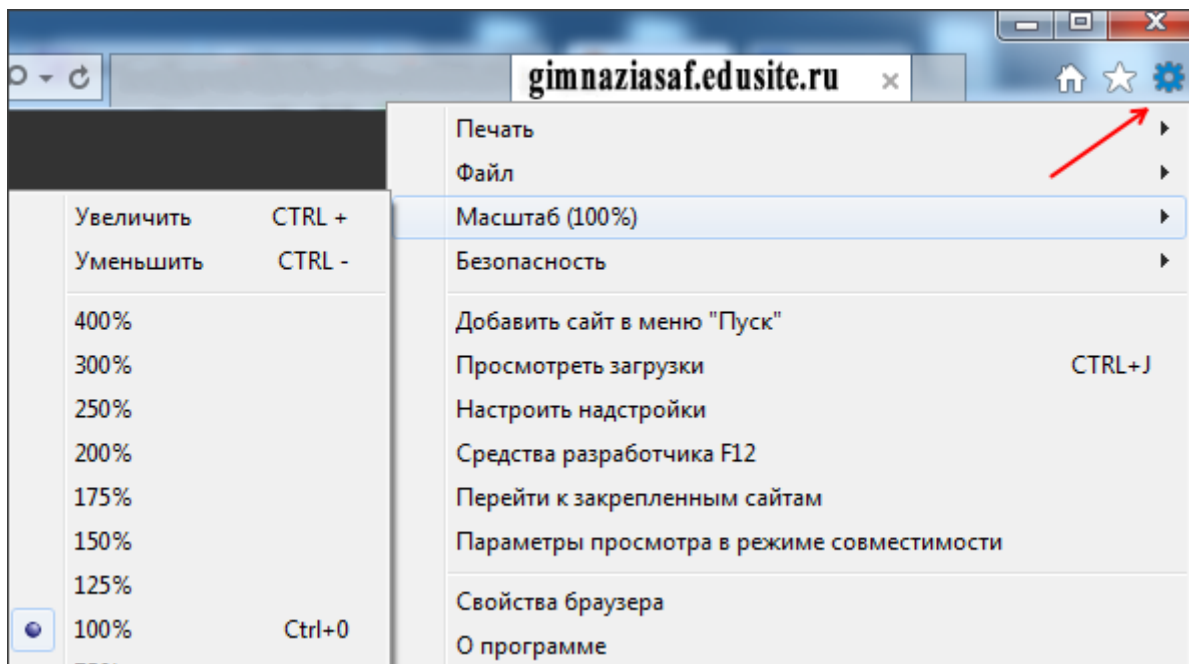 gimnaziasaf.edusite.ru
Печать
Файл
Масштаб (100%)
Безопасность
Добавить сайт в меню "Пуск"
Просмотреть загрузки CTRL+J
Настроить надстройки
Средства разработчика F12
Перейти к закрепленным сайтам
Параметры просмотра в режиме совместимости
Свойства браузера
О программе
Увеличить CTRL +
Уменьшить CTRL -
400%
300%
250%
200%
175%
150%
125%
100% Ctrl+0